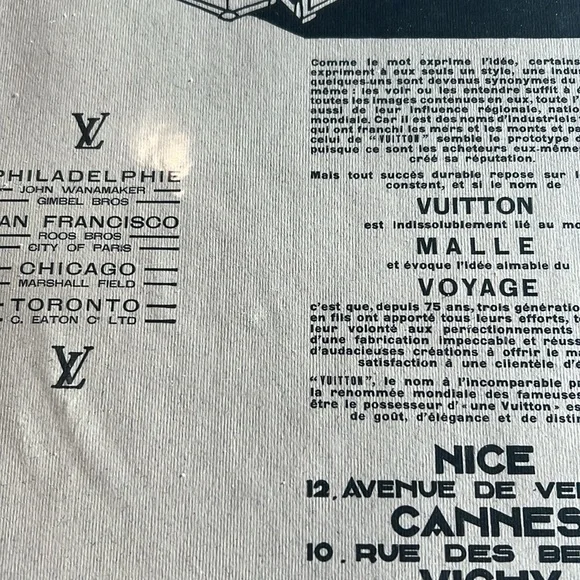 LV
PHILADELPHIE
JOHN WANAMAKER
GIMBEL BROS
AN FRANCISCO
ROOS BROS
CITY OF PARIS
CHICAGO
MARSHALL FIELD
TORONTO
C. EATON Cº LTD
LV
Comme le mot exprime l'idée, certains
expriment à eux seuls un style, une indu
quelques-uns sont devenus synonymes du
même : les voir ou les entendre suffit à é
toutes les images contenues en eux, toute l'
aussi de leur influence régionale, natio
mondiale. Car il est des noms d'industriels
qui ont franchi les mers et les monts et pa
celui de "VUITTON" semble le prototype d
puisque ce sont les acheteurs eux-même
créé sa réputation.
Mais tout succès durable repose sur l
constant, et si le nom de
VUITTON
est indissolublement lié au mo
MALLE
et évoque l'idée aimable du
VOYAGE
c'est que, depuis 75 ans, trois génératio
en fils ont apporté tous leurs efforts, to
leur volonté aux perfectionnements
d'une fabrication impeccable et réuss
d'audacieuses créations à offrir le ma
satisfaction à une clientèle d'é
"VUITTON", le nom à l'incomparable p
la renommée mondiale des fameuses
être le possesseur d'«une Vuitton» es
de goût, d'élégance et de distin
NICE
12. AVENUE DE VE
CANNES
10. RUE DES BE
VICHY